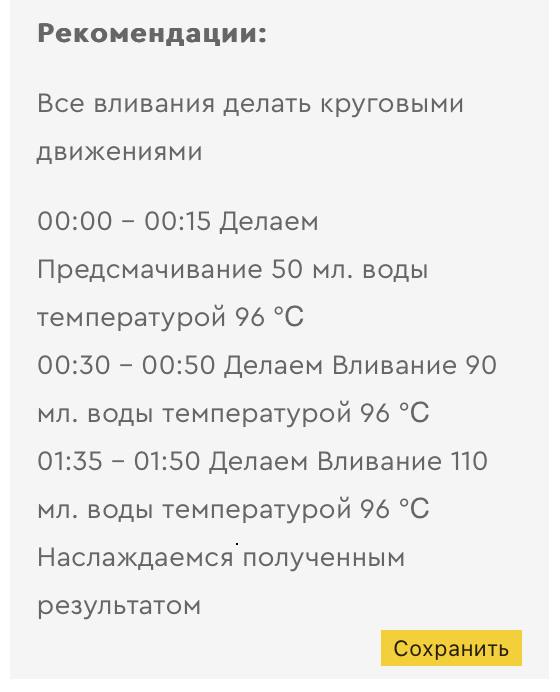 Рекомендации:
Все вливания делать круговыми
движениями
00:00 – 00:15 Делаем
Предсмачивание 50 мл. воды
температурой 96 °C
00:30 – 00:50 Делаем Вливание 90
мл. воды температурой 96 °C
01:35 – 01:50 Делаем Вливание 110
мл. воды температурой 96 °C
Наслаждаемся полученным
результатом
Сохранить